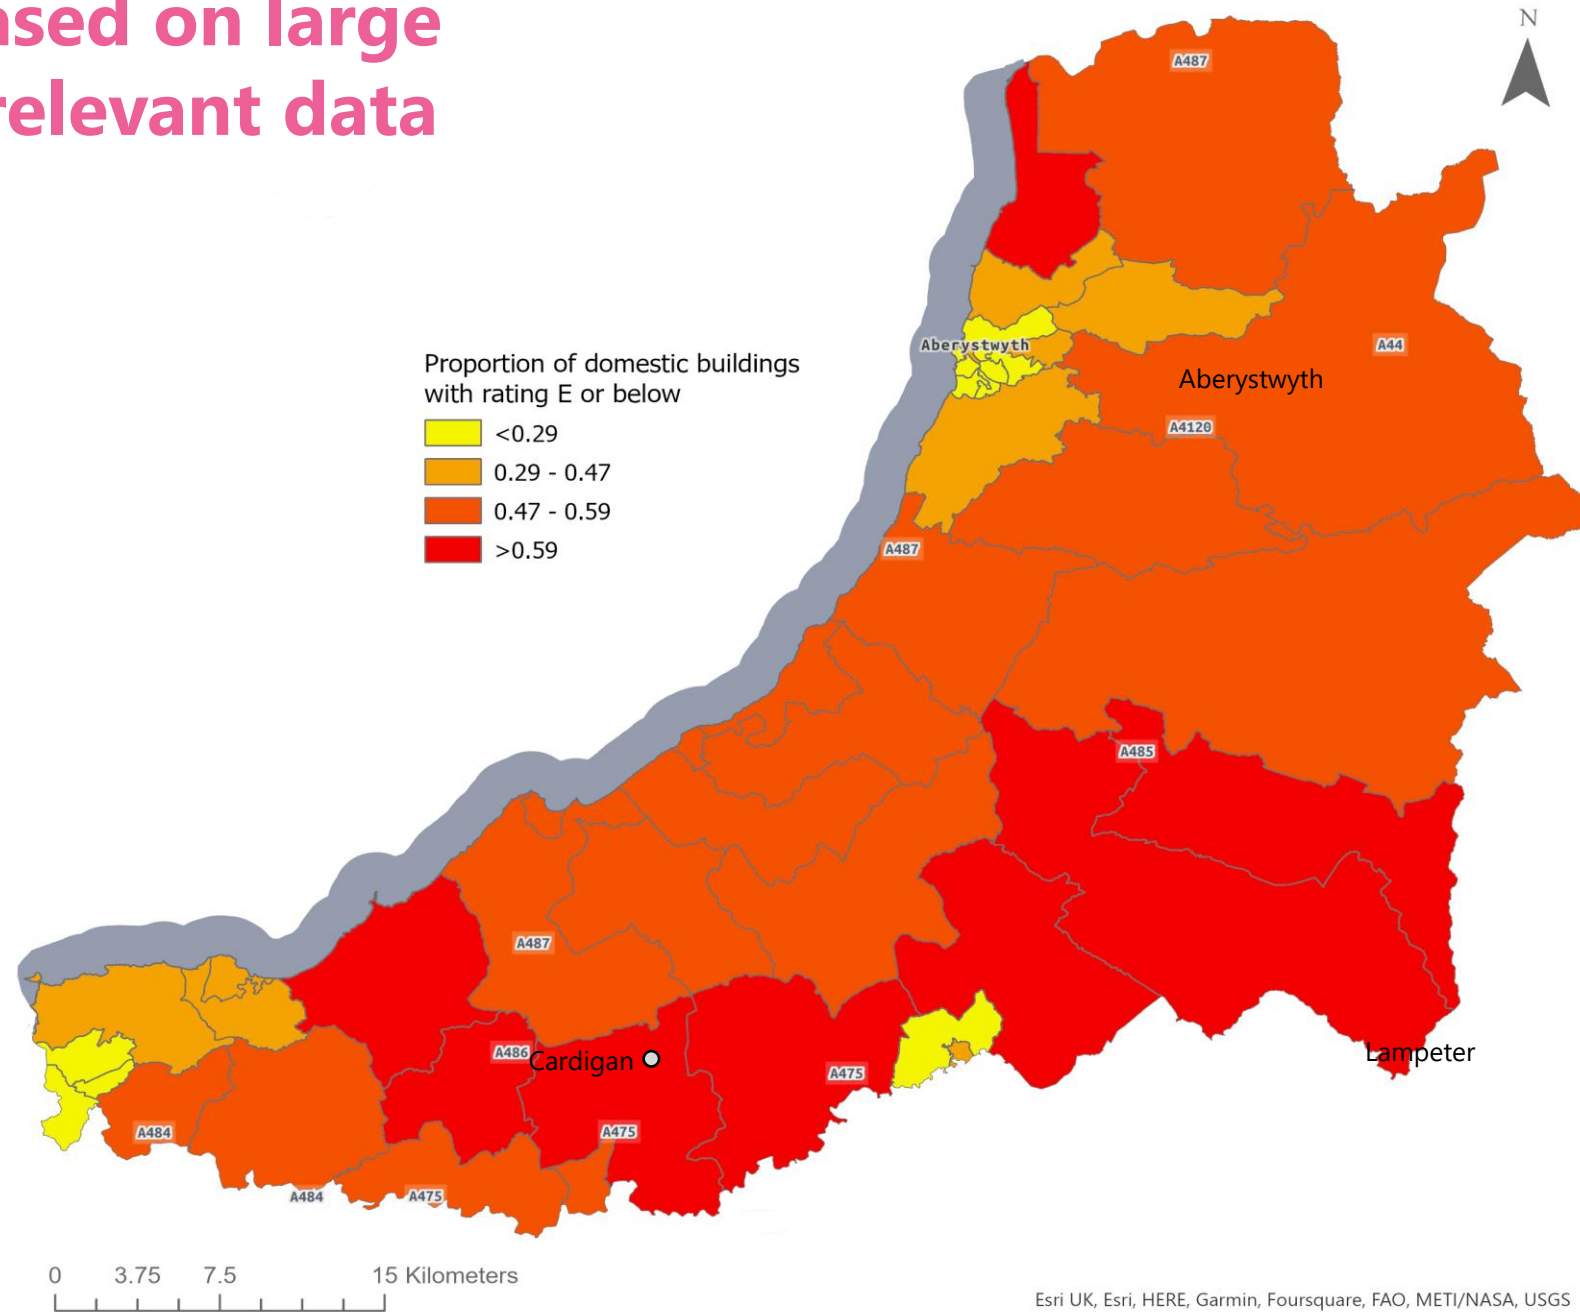 ased on large
relevant data
N
A487
Aberystwyth
A44
Proportion of domestic buildings
with rating E or below
<0.29
0.29 - 0.47
0.47 - 0.59
>0.59
Aberystwyth
A4120
A487
A485
A487
A486
Cardigan
A475
Lampeter
A484
A475
A484
A475
0 3.75 7.5 15 Kilometers
Esri UK, Esri, HERE, Garmin, Foursquare, FAO, METI/NASA, USGS